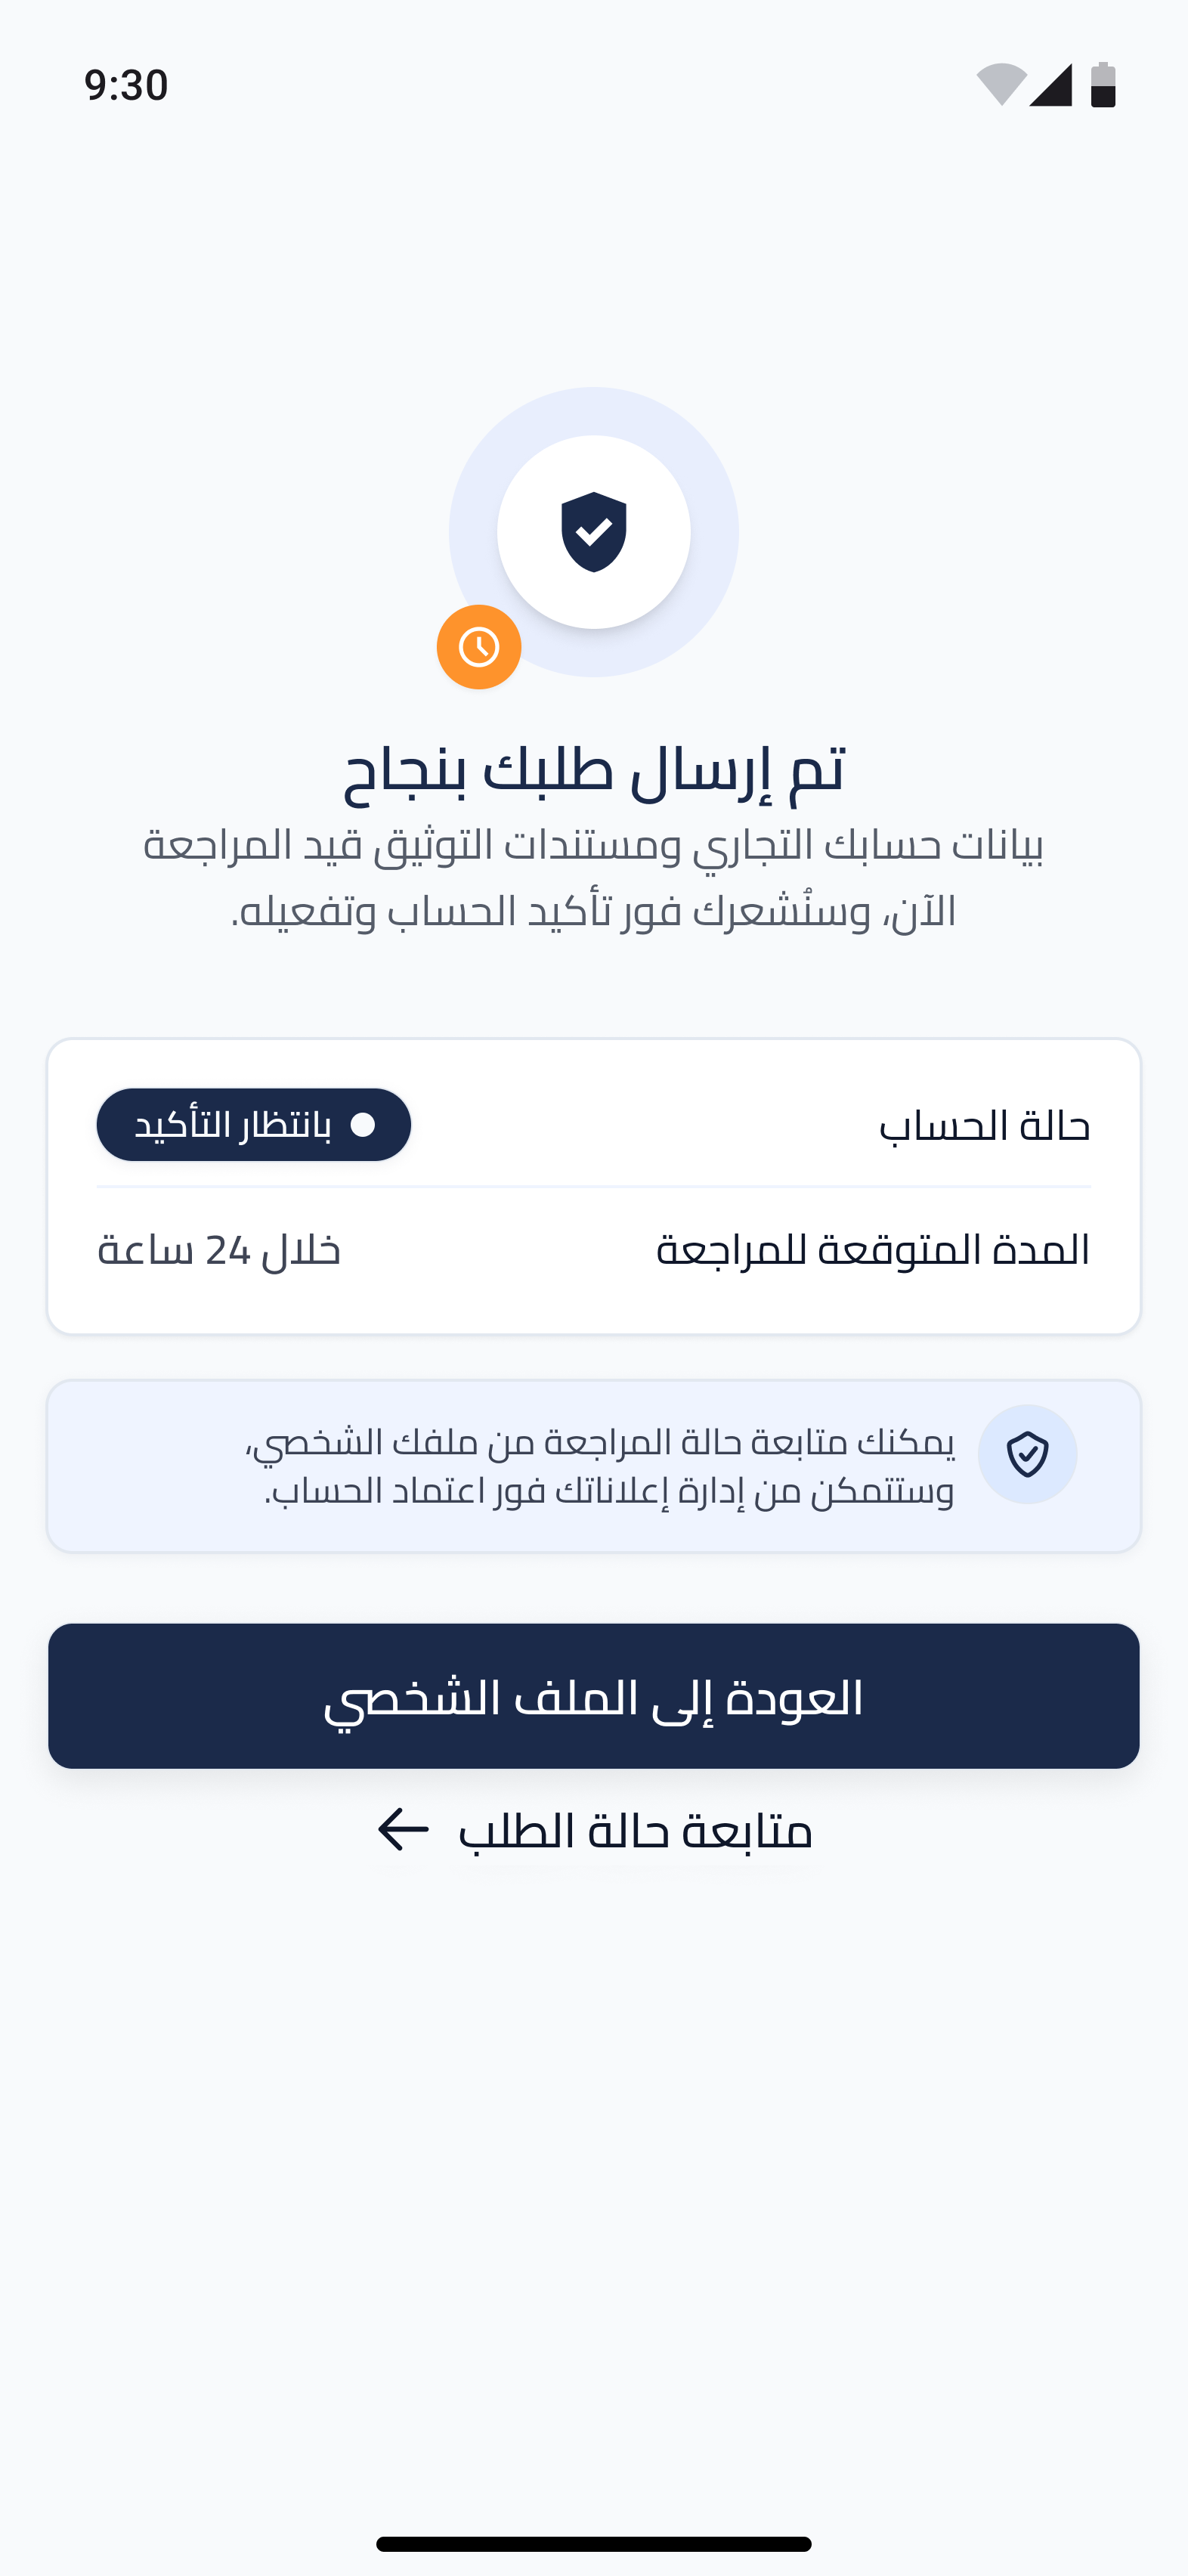 9:30
تم إرسال طلبك بنجاح
بيانات حسابك التجاري ومستندات التوثيق قيد المراجعة
الآن، وسنُشعرك فور تأكيد الحساب وتفعيله.
حالة الحساب
بانتظار التأكيد
المدة المتوقعة للمراجعة
خلال 24 ساعة
يمكنك متابعة حالة المراجعة من ملفك الشخصي،
وستتمكن من إدارة إعلاناتك فور اعتماد الحساب.
العودة إلى الملف الشخصي
متابعة حالة الطلب